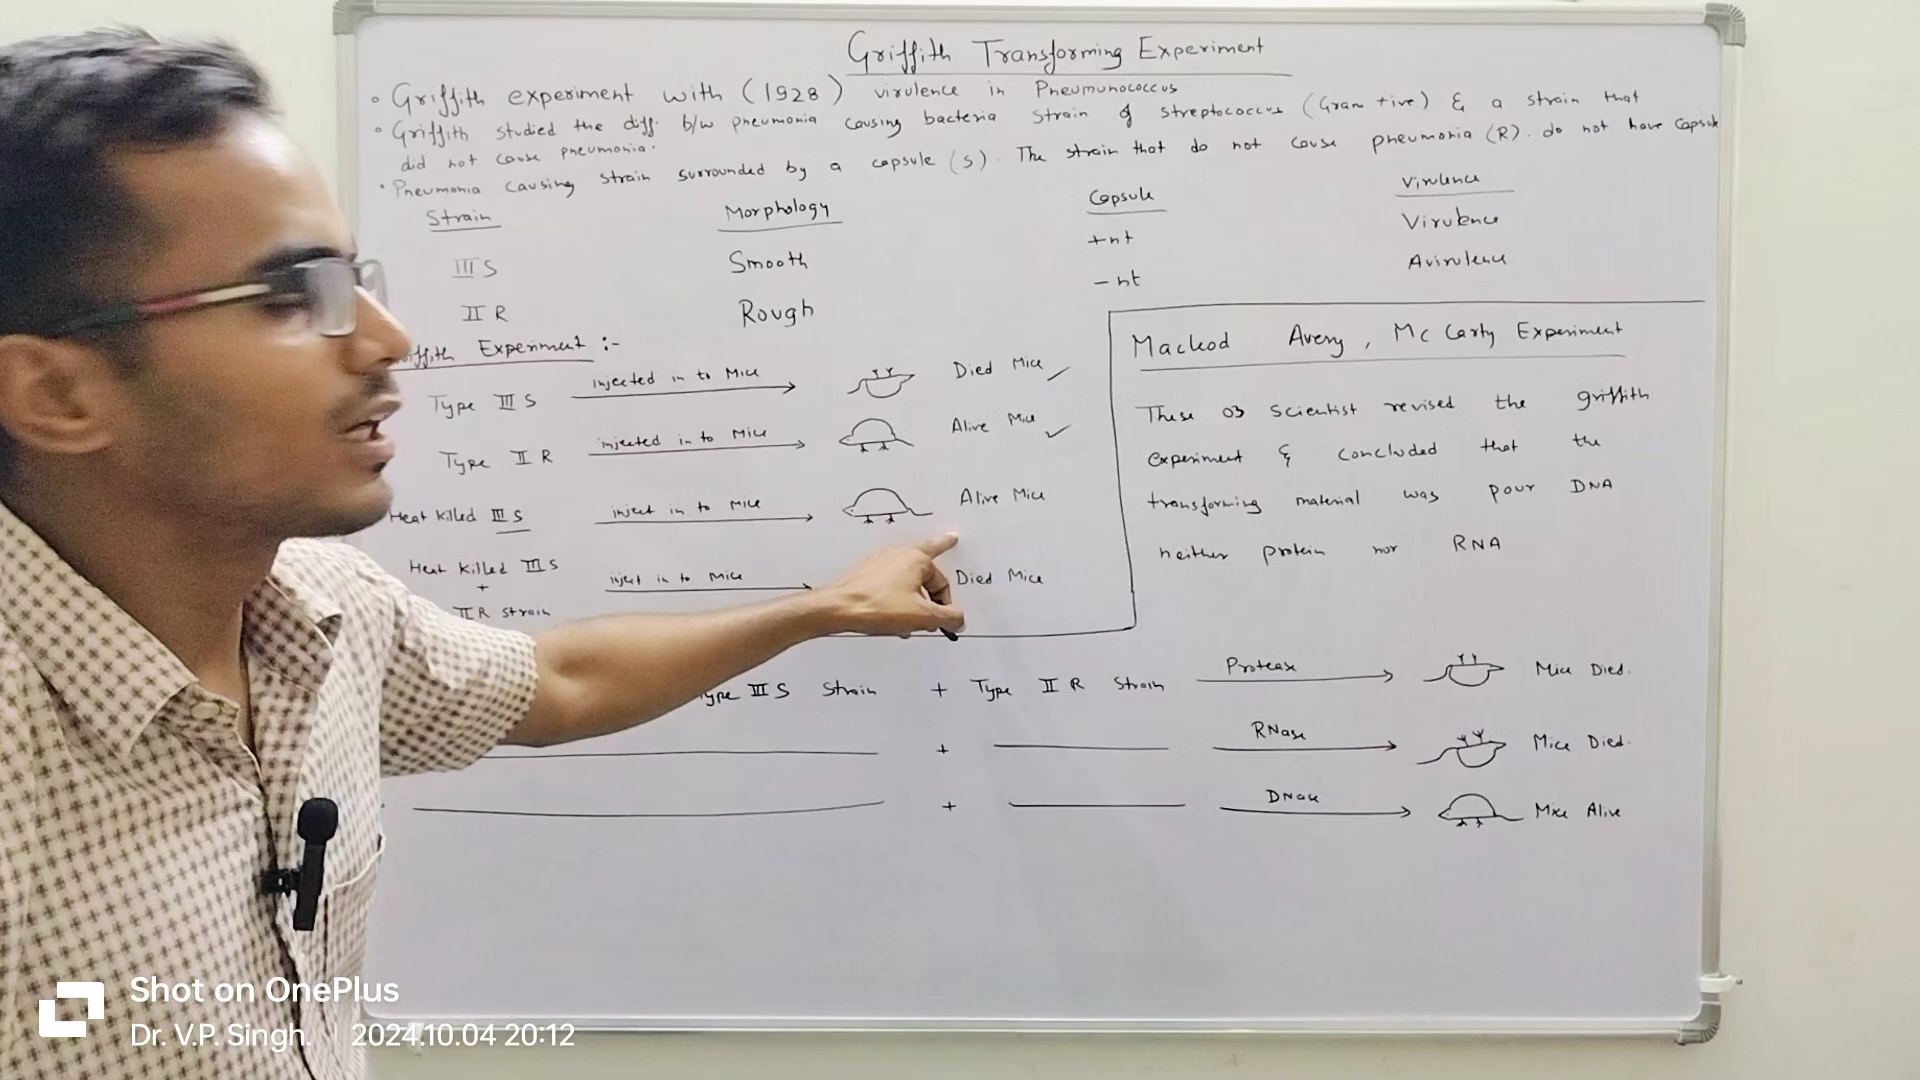 Griffith Transforming Experiment
• Griffith experiment with (1928) virulence in Pneumunococcus
• Griffith studied the diff. b/w pneumonia causing bacteria strain of streptococcus (Gram +ive) & a strain that
did not cause pneumonia.
• Pneumonia causing strain surrounded by a capsule (S). The strain that do not cause pneumonia (R). do not have capsule
Strain Morphology Capsule Virulence
III S Smooth +nt Virulence
II R Rough -nt Avirulence
Experiment :-
Type III S injected in to Mice Died Mice
Type II R injected in to Mice Alive Mice
Heat Killed III S inject in to Mice Alive Mice
Heat Killed III S
+
II R Strain inject in to Mice Died Mice
Macleod Avery, McCarty Experiment
These 03 scientist revised the griffith
experiment & concluded that the
transforming material was pour DNA
neither protein nor RNA
Type III S Strain + Type II R Strain Protease Mice Died.
+ RNase Mice Died.
+ DNase Mice Alive
Shot on OnePlus
Dr. V.P. Singh. | 2024.10.04 20:12